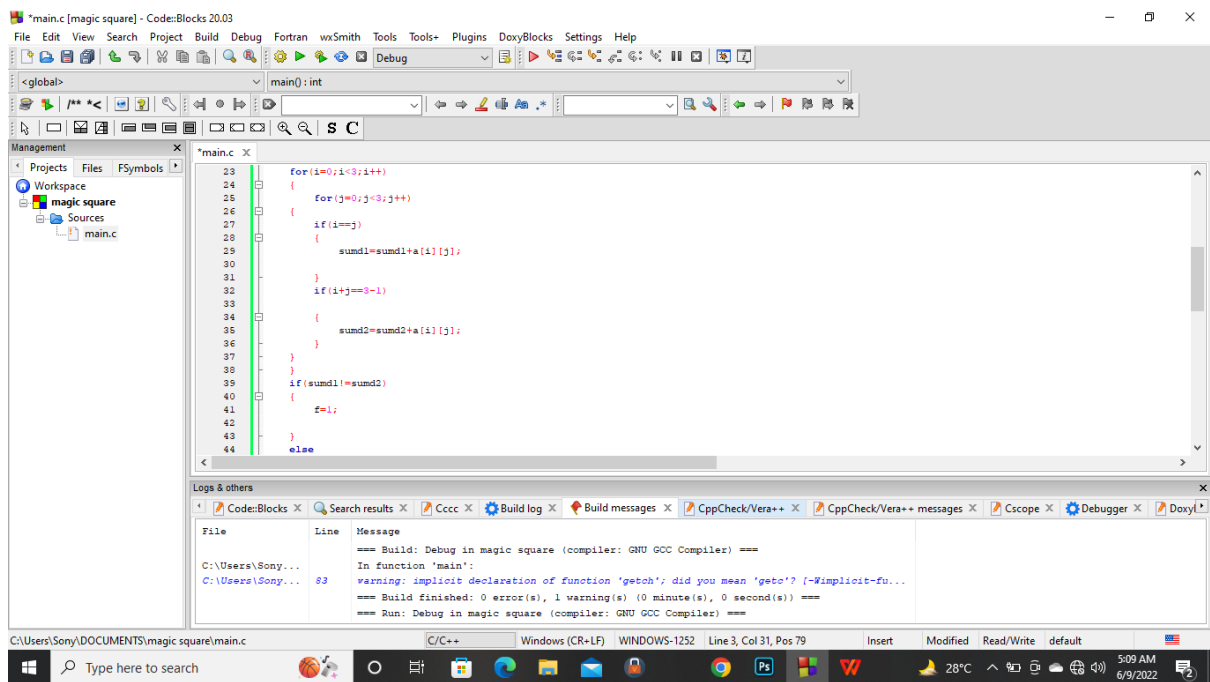 *main.c [magic square] - Code::Blocks 20.03
File Edit View Search Project Build Debug Fortran wxSmith Tools Tools+ Plugins DoxyBlocks Settings Help
Debug
<global> main() : int
/** *<
S C
Management
*main.c
Projects Files FSymbols
Workspace
magic square
Sources
main.c
23 for(i=0;i<3;i++)
24 {
25 for(j=0;j<3;j++)
26 {
27 if(i==j)
28 {
29 sumd1=sumd1+a[i][j];
30
31 }
32 if(i+j==3-1)
33
34 {
35 sumd2=sumd2+a[i][j];
36 }
37 }
38 }
39 if(sumd1!=sumd2)
40 {
41 f=1;
42
43 }
44 else
Logs & others
Code::Blocks Search results Cccc Build log Build messages CppCheck/Vera++ CppCheck/Vera++ messages Cscope Debugger Doxyl
File Line Message
=== Build: Debug in magic square (compiler: GNU GCC Compiler) ===
C:\Users\Sony... In function 'main':
C:\Users\Sony... 83 warning: implicit declaration of function 'getch'; did you mean 'getc'? [-Wimplicit-fu...
=== Build finished: 0 error(s), 1 warning(s) (0 minute(s), 0 second(s)) ===
=== Run: Debug in magic square (compiler: GNU GCC Compiler) ===
C:\Users\Sony\DOCUMENTS\magic square\main.c C/C++ Windows (CR+LF) WINDOWS-1252 Line 3, Col 31, Pos 79 Insert Modified Read/Write default
Type here to search Ps W 28°C 5:09 AM
6/9/2022 2